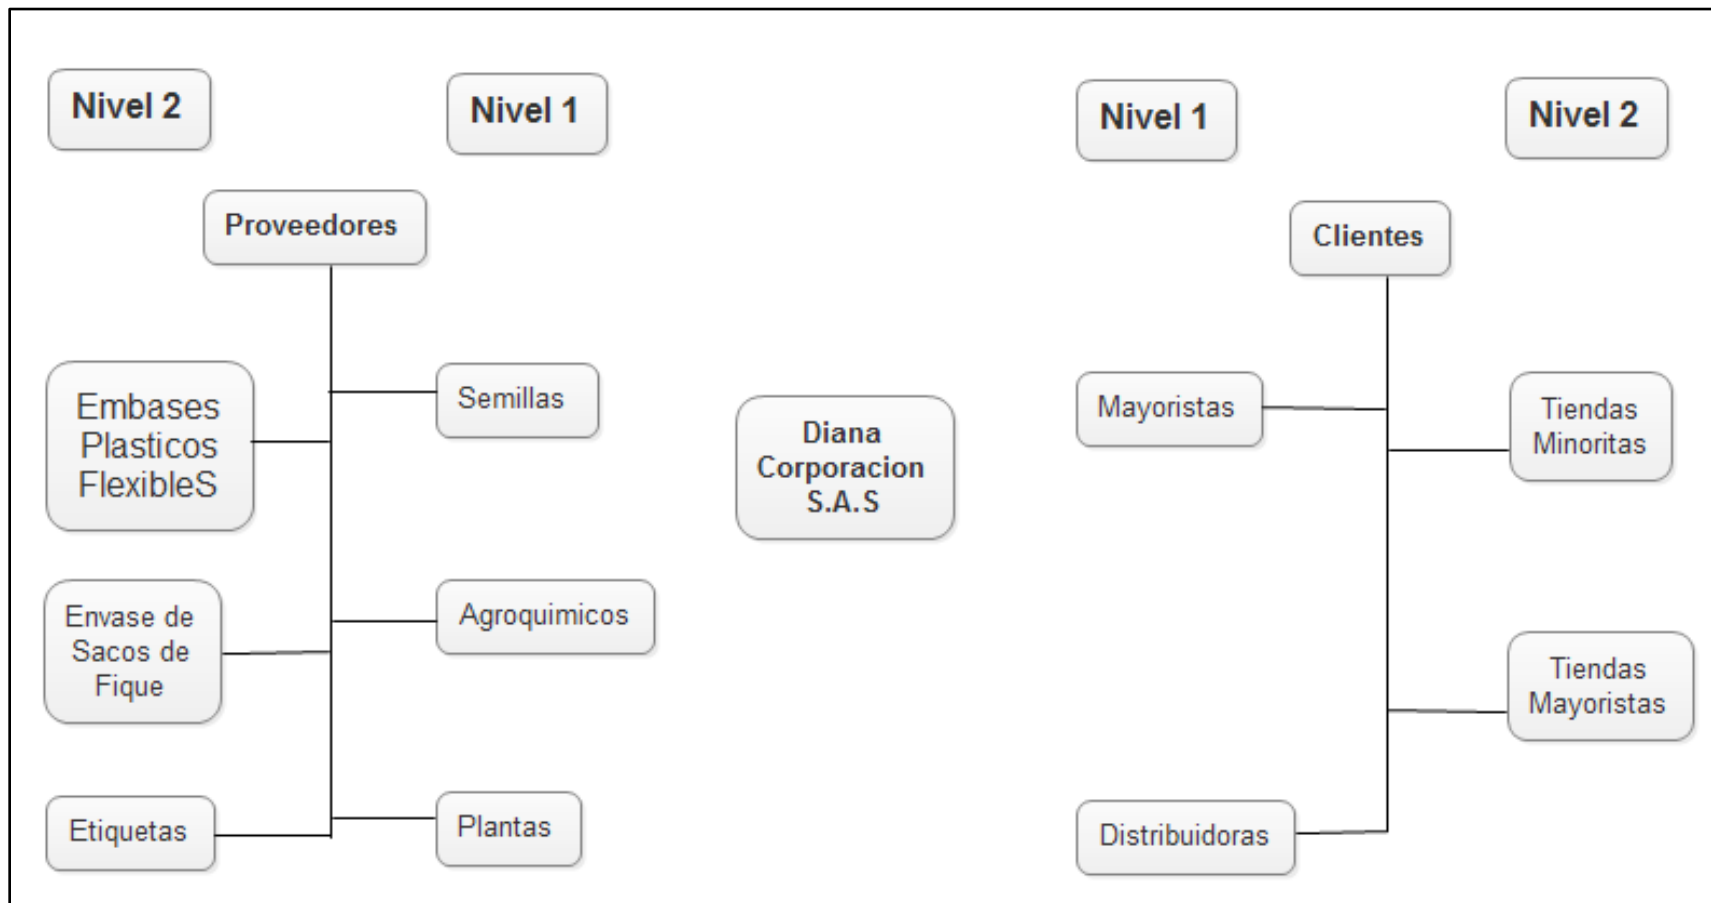 Nivel 2
Nivel 1
Nivel 1
Nivel 2
Proveedores
Clientes
Embases
Plasticos
FlexibleS
Semillas
Diana
Corporacion
S.A.S
Mayoristas
Tiendas
Minoritas
Envase de
Sacos de
Fique
Agroquimicos
Tiendas
Mayoristas
Etiquetas
Plantas
Distribuidoras